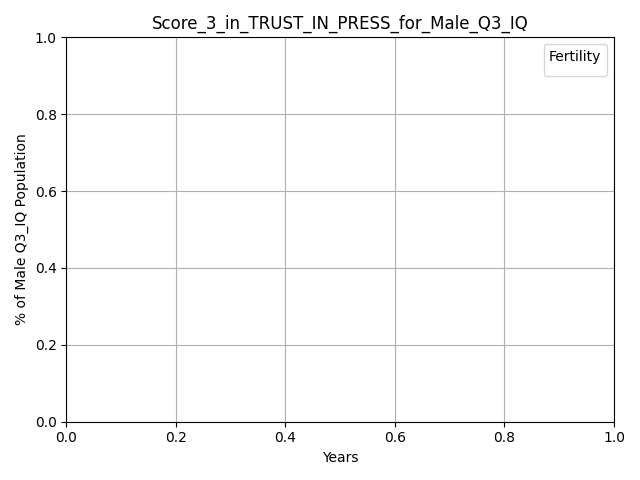 Score_3_in_TRUST_IN_PRESS_for_Male_Q3_IQ
Fertility
% of Male Q3_IQ Population
1.0
0.8
0.6
0.4
0.2
0.0
0.0 0.2 0.4 0.6 0.8 1.0
Years